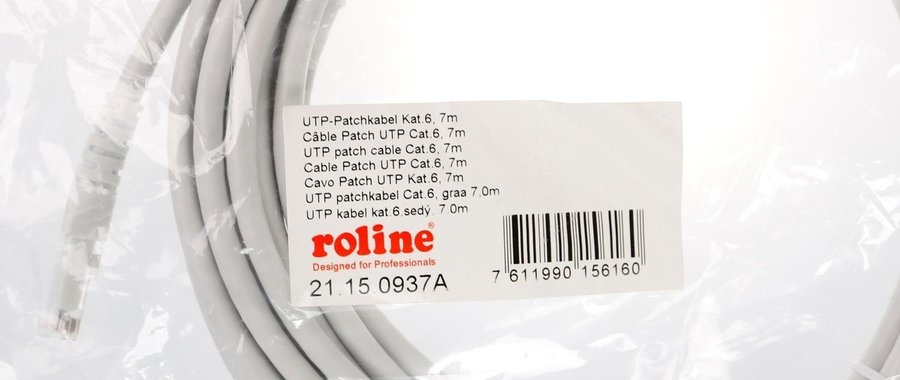 UTP-Patchkabel Kat.6, 7m
Câble Patch UTP Cat.6, 7m
UTP patch cable Cat.6, 7m
Cable Patch UTP Cat.6, 7m
Cavo Patch UTP Kat.6, 7m
UTP patchkabel Cat.6, graa 7,0m
UTP kabel kat.6,sedý, 7.0m
roline®
Designed for Professionals
21.15.0937A
7 611990 156160